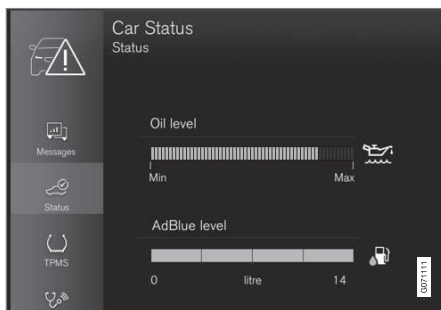 Car Status
Status
Messages
Status
TPMS
Oil level
Min Max
AdBlue level
0 litre 14
G071111